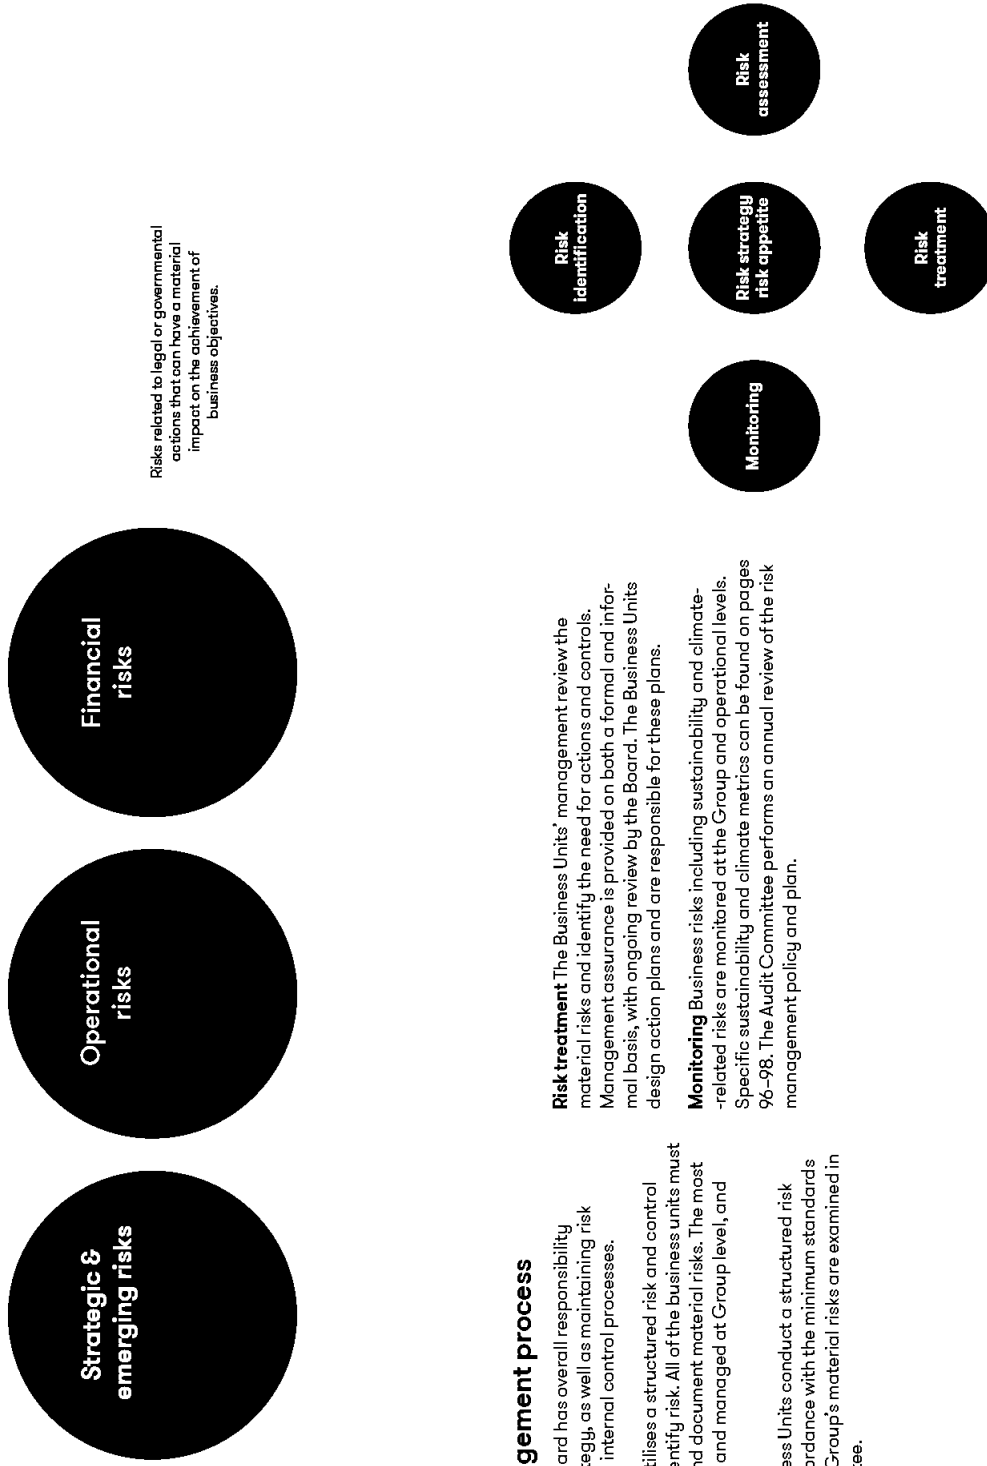 Strategic &
emerging risks
Operational
risks
Financial
risks
Risks related to legal or governmental
actions that can have a material
impact on the achievement of
business objectives.
gement process
ard has overall responsibility
egy, as well as maintaining risk
internal control processes.
tilises a structured risk and control
entify risk. All of the business units must
nd document material risks. The most
and managed at Group level, and
ess Units conduct a structured risk
ordance with the minimum standards
Group's material risks are examined in
ee.
Risk treatment The Business Units' management review the
material risks and identify the need for actions and controls.
Management assurance is provided on both a formal and infor-
mal basis, with ongoing review by the Board. The Business Units
design action plans and are responsible for these plans.
Monitoring Business risks including sustainability and climate-
-related risks are monitored at the Group and operational levels.
Specific sustainability and climate metrics can be found on pages
96–98. The Audit Committee performs an annual review of the risk
management policy and plan.
Risk
identification
Monitoring
Risk strategy
risk appetite
Risk
assessment
Risk
treatment